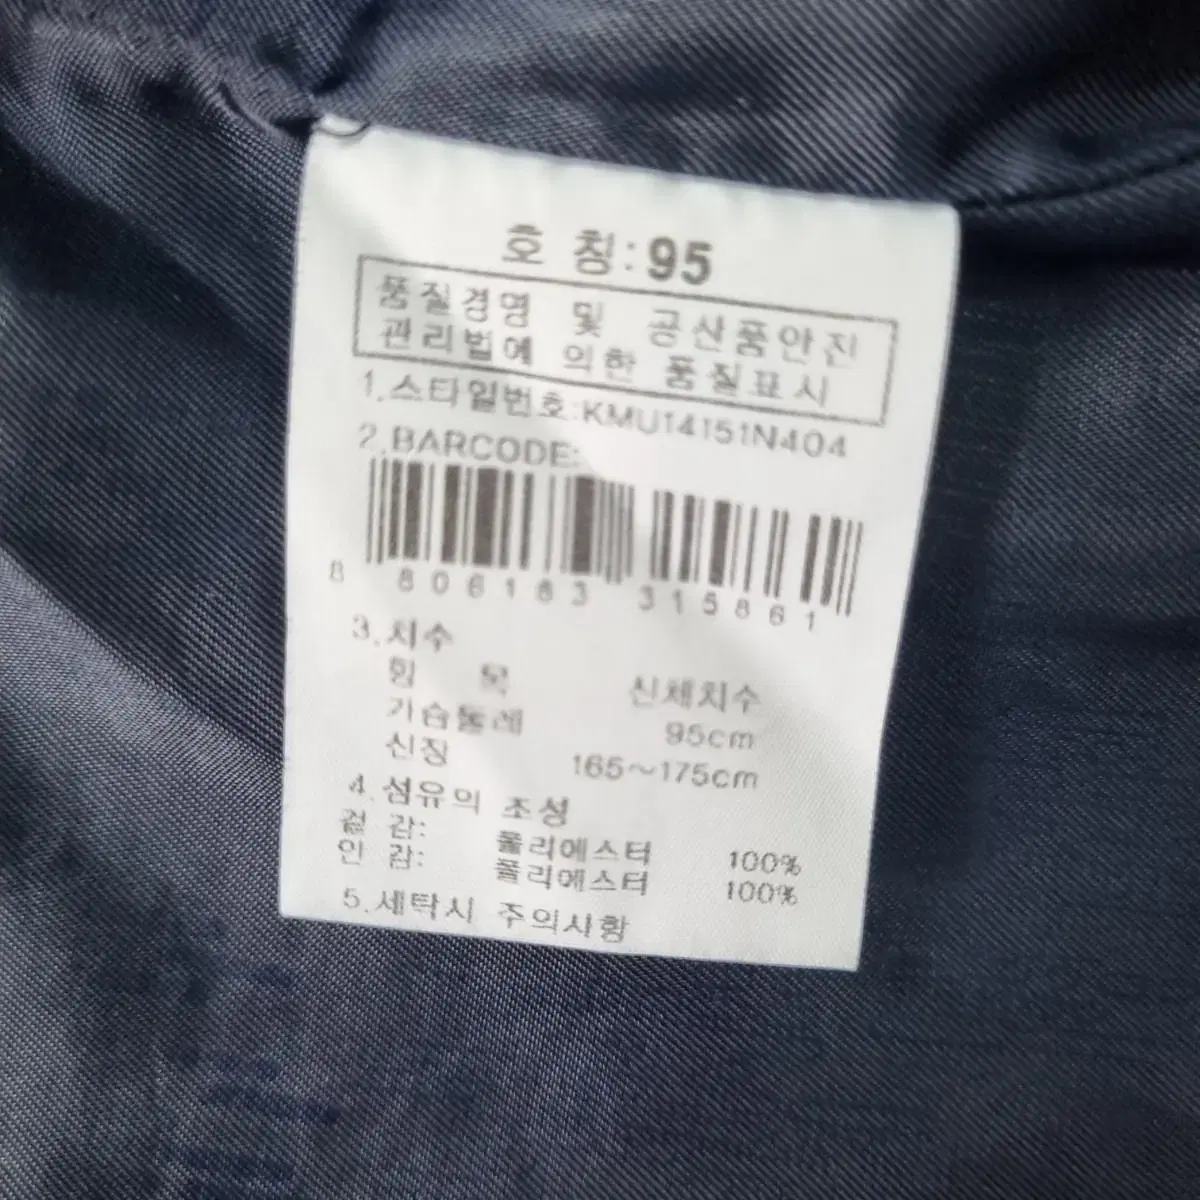 호 칭:95
품질경영 및 공산품안전
관리법에 의한 품질표시
1.스타일번호:KMU14151N404
2.BARCODE:
8 806183 315861
3.치수
항 목 신체치수
가슴둘레 95cm
신장 165~175cm
4.섬유의 조성
겉 감: 폴리에스터 100%
안 감: 폴리에스터 100%
5.세탁시 주의사항